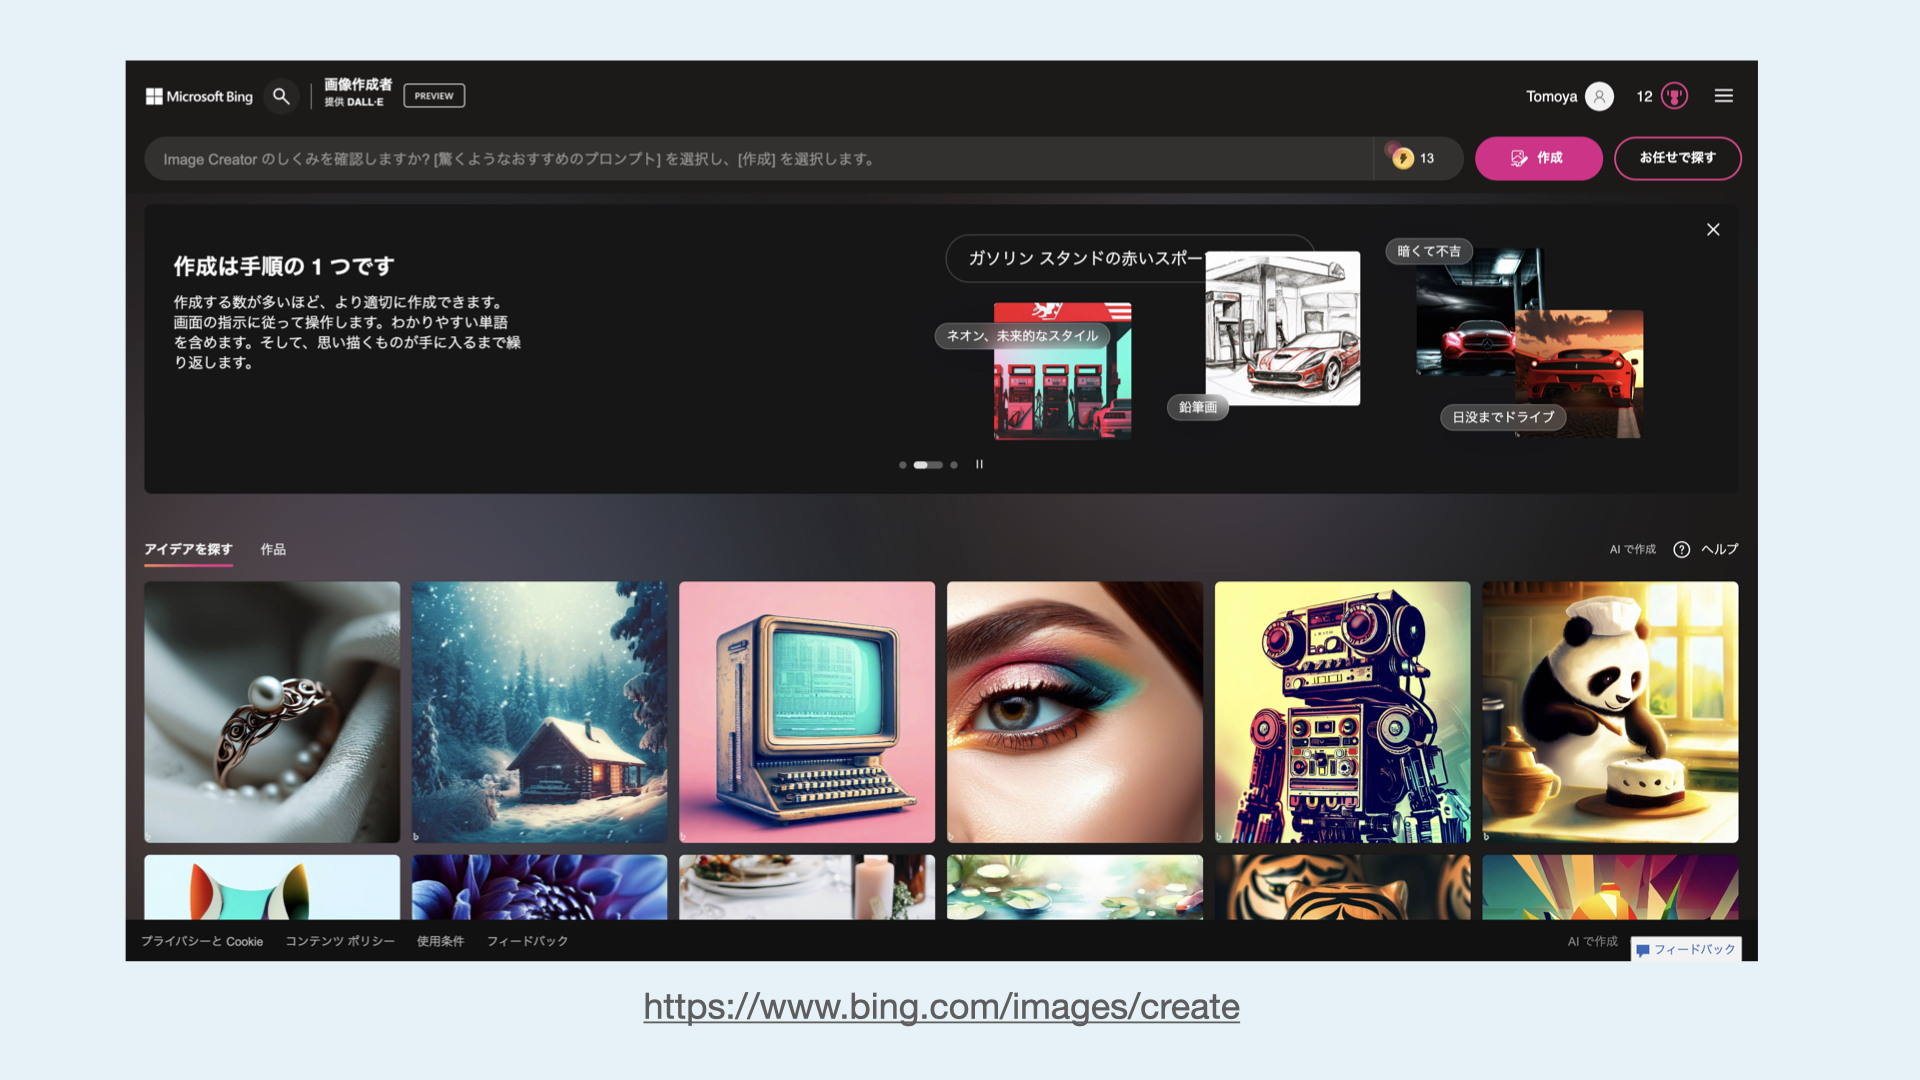 Microsoft Bing
画像作成者
提供 DALL·E
PREVIEW
Tomoya
12
Image Creator のしくみを確認しますか? [驚くようなおすすめのプロンプト] を選択し、[作成] を選択します。
13
作成
お任せで探す
作成は手順の 1 つです
作成する数が多いほど、より適切に作成できます。
画面の指示に従って操作します。わかりやすい単語
を含めます。そして、思い描くものが手に入るまで繰
り返します。
ガソリン スタンドの赤いスポー
暗くて不吉
ネオン、未来的なスタイル
鉛筆画
日没までドライブ
アイデアを探す
作品
AI で作成
ヘルプ
プライバシーと Cookie
コンテンツ ポリシー
使用条件
フィードバック
AI で作成
フィードバック
https://www.bing.com/images/create